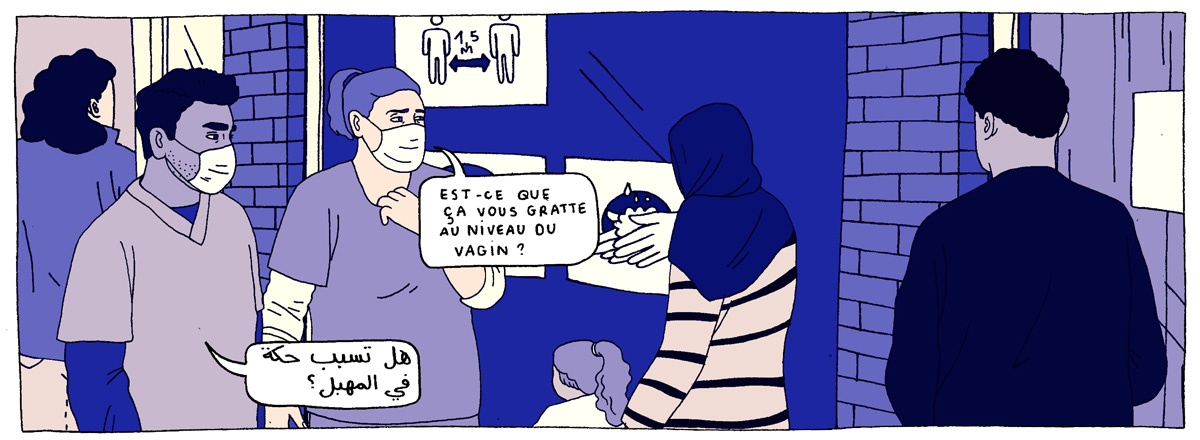 1,5
M
EST-CE QUE
ÇA VOUS GRATTE
AU NIVEAU DU
VAGIN ?
هل تسبب حكة
في المهبل؟